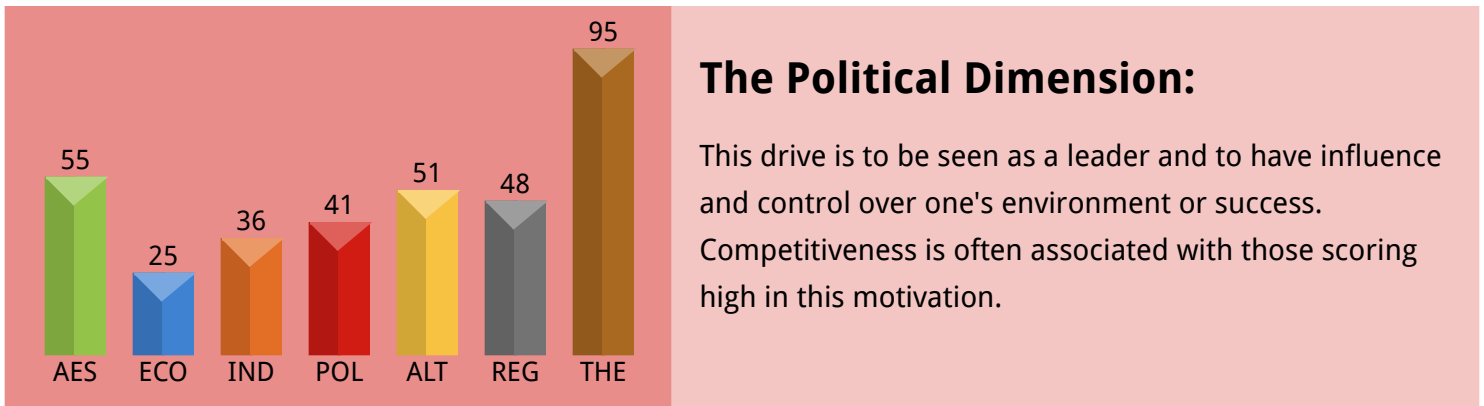 95
55
51
48
41
36
25
AES ECO IND POL ALT REG THE
The Political Dimension:
This drive is to be seen as a leader and to have influence
and control over one's environment or success.
Competitiveness is often associated with those scoring
high in this motivation.